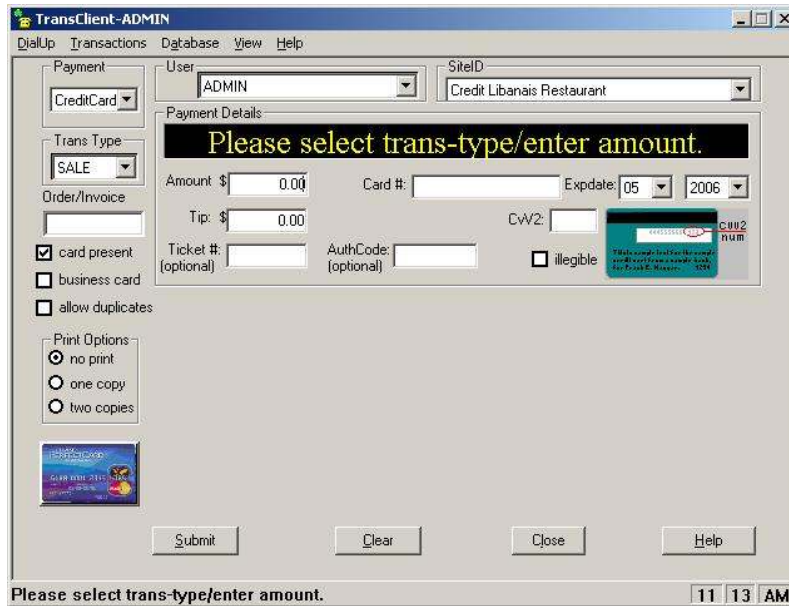 TransClient-ADMIN
DialUp Transactions Database View Help
Payment
CreditCard
User
ADMIN
SiteID
Credit Libanais Restaurant
Trans Type
SALE
Order/Invoice
card present
business card
allow duplicates
Print Options
no print
one copy
two copies
Payment Details
Please select trans-type/enter amount.
Amount $ 0.00
Card #:
Expdate: 05 2006
Tip: $ 0.00
CvV2:
Ticket #:
(optional)
AuthCode:
(optional)
illegible
cvv2
num
Submit Clear Close Help
Please select trans-type/enter amount.
11 13 AM